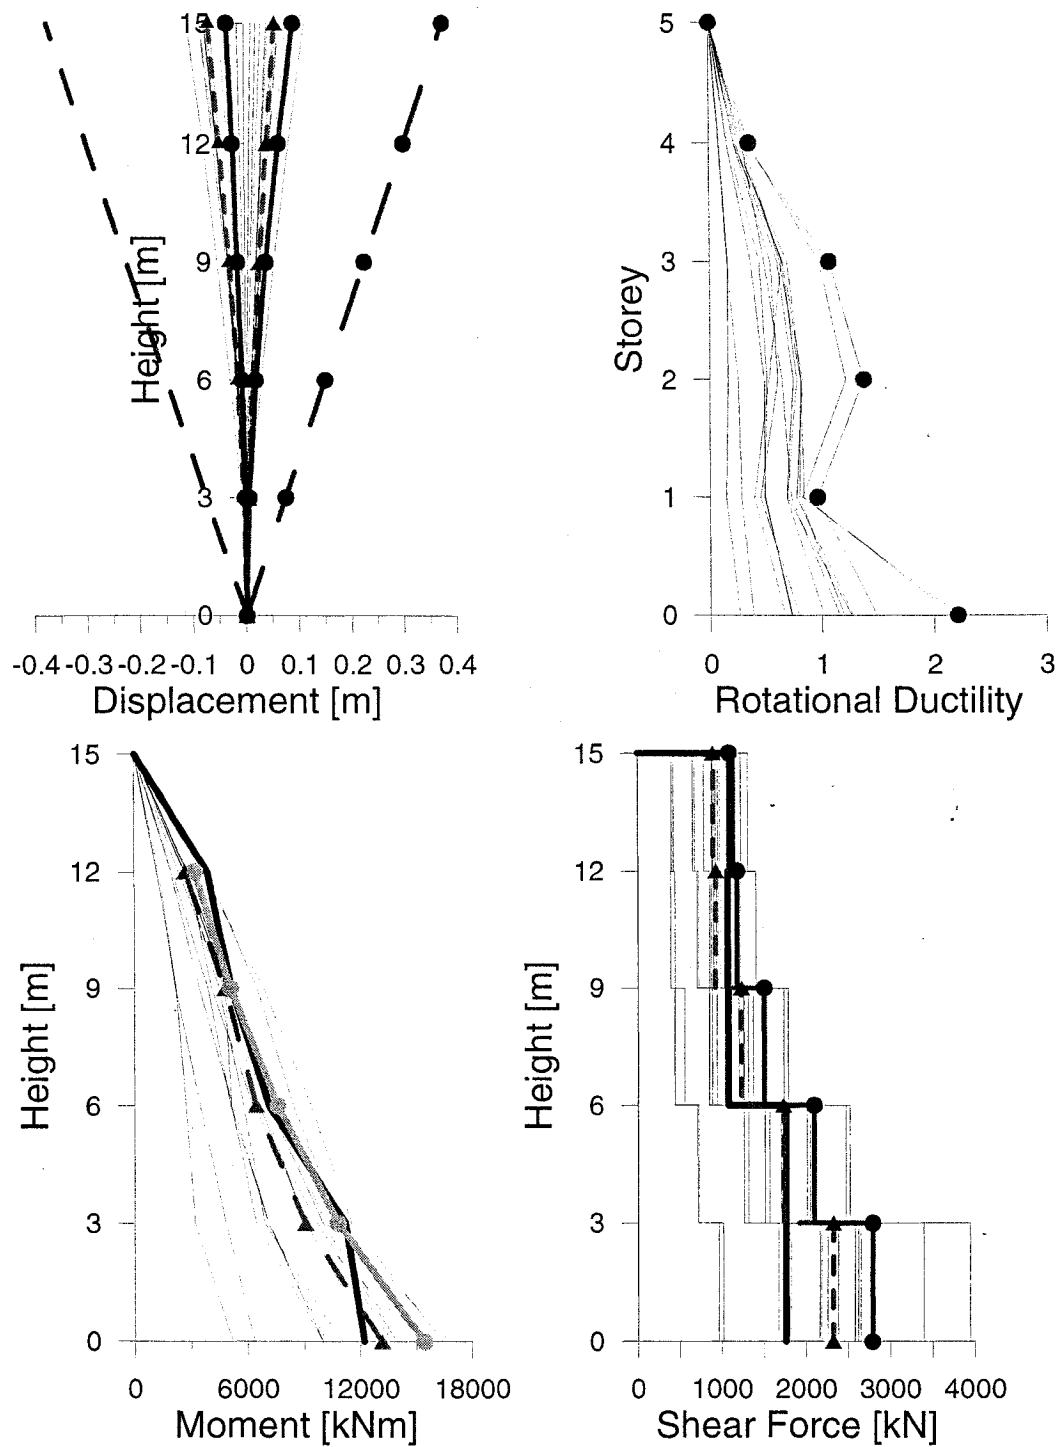 15
12
9
6
3
0
Height [m]
-0.4 -0.3 -0.2 -0.1 0 0.1 0.2 0.3 0.4
Displacement [m]
5
4
3
2
1
0
Storey
0 1 2 3
Rotational Ductility
15
12
9
6
3
0
Height [m]
0 6000 12000 18000
Moment [kNm]
15
12
9
6
3
0
Height [m]
0 1000 2000 3000 4000
Shear Force [kN]